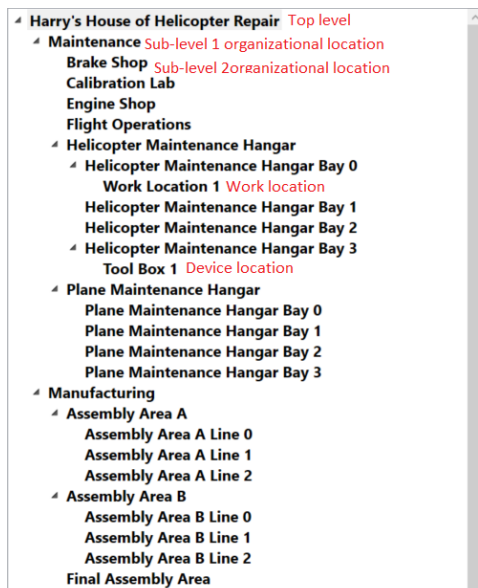 Harry's House of Helicopter Repair Top level
Maintenance Sub-level 1 organizational location
Brake Shop Sub-level 2organizational location
Calibration Lab
Engine Shop
Flight Operations
Helicopter Maintenance Hangar
Helicopter Maintenance Hangar Bay 0
Work Location 1 Work location
Helicopter Maintenance Hangar Bay 1
Helicopter Maintenance Hangar Bay 2
Helicopter Maintenance Hangar Bay 3
Tool Box 1 Device location
Plane Maintenance Hangar
Plane Maintenance Hangar Bay 0
Plane Maintenance Hangar Bay 1
Plane Maintenance Hangar Bay 2
Plane Maintenance Hangar Bay 3
Manufacturing
Assembly Area A
Assembly Area A Line 0
Assembly Area A Line 1
Assembly Area A Line 2
Assembly Area B
Assembly Area B Line 0
Assembly Area B Line 1
Assembly Area B Line 2
Final Assembly Area